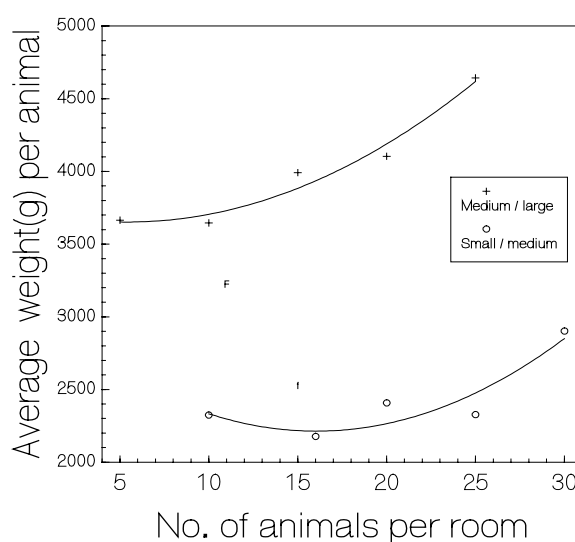 Average weight(g) per animal
5000
4500
4000
3500
3000
2500
2000
F
f
+ Medium / large
o Small / medium
5 10 15 20 25 30
No. of animals per room